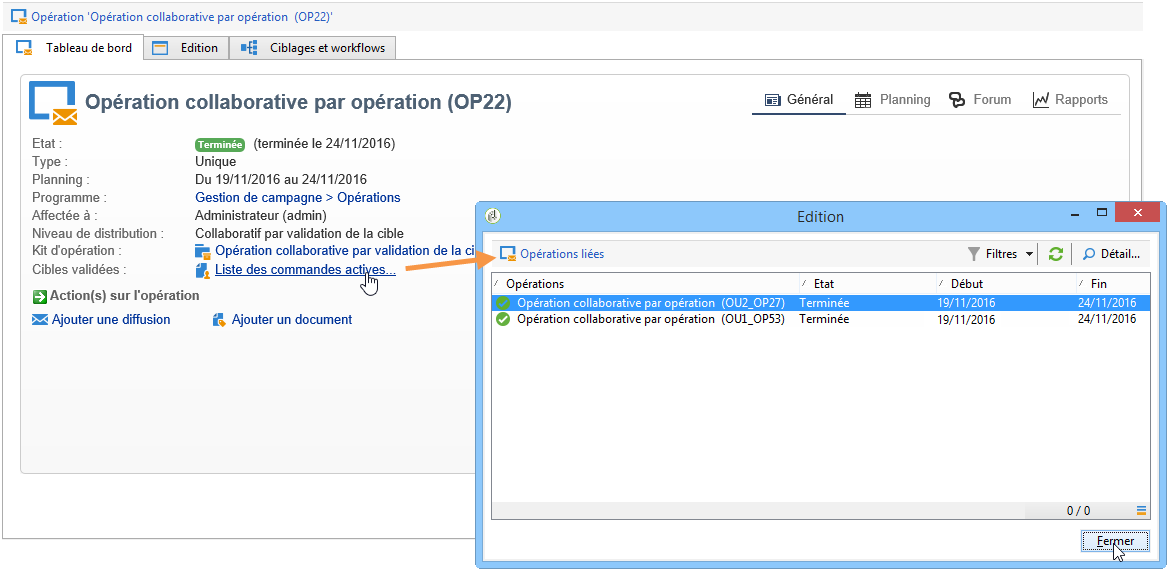 Opération 'Opération collaborative par opération (OP22)'
Tableau de bord
Edition
Ciblages et workflows
Opération collaborative par opération (OP22)
Général
Planning
Forum
Rapports
Etat :
Terminée (terminée le 24/11/2016)
Type :
Unique
Planning :
Du 19/11/2016 au 24/11/2016
Programme :
Gestion de campagne > Opérations
Affectée à :
Administrateur (admin)
Niveau de distribution :
Collaboratif par validation de la cible
Kit d'opération :
Opération collaborative par validation de la ci
Cibles validées :
Liste des commandes actives...
Action(s) sur l'opération
Ajouter une diffusion
Ajouter un document
Edition
Opérations liées
Filtres
Détail...
Opérations
Etat
Début
Fin
Opération collaborative par opération (OU2_OP27)
Terminée
19/11/2016
24/11/2016
Opération collaborative par opération (OU1_OP53)
Terminée
19/11/2016
24/11/2016
0 / 0
Fermer